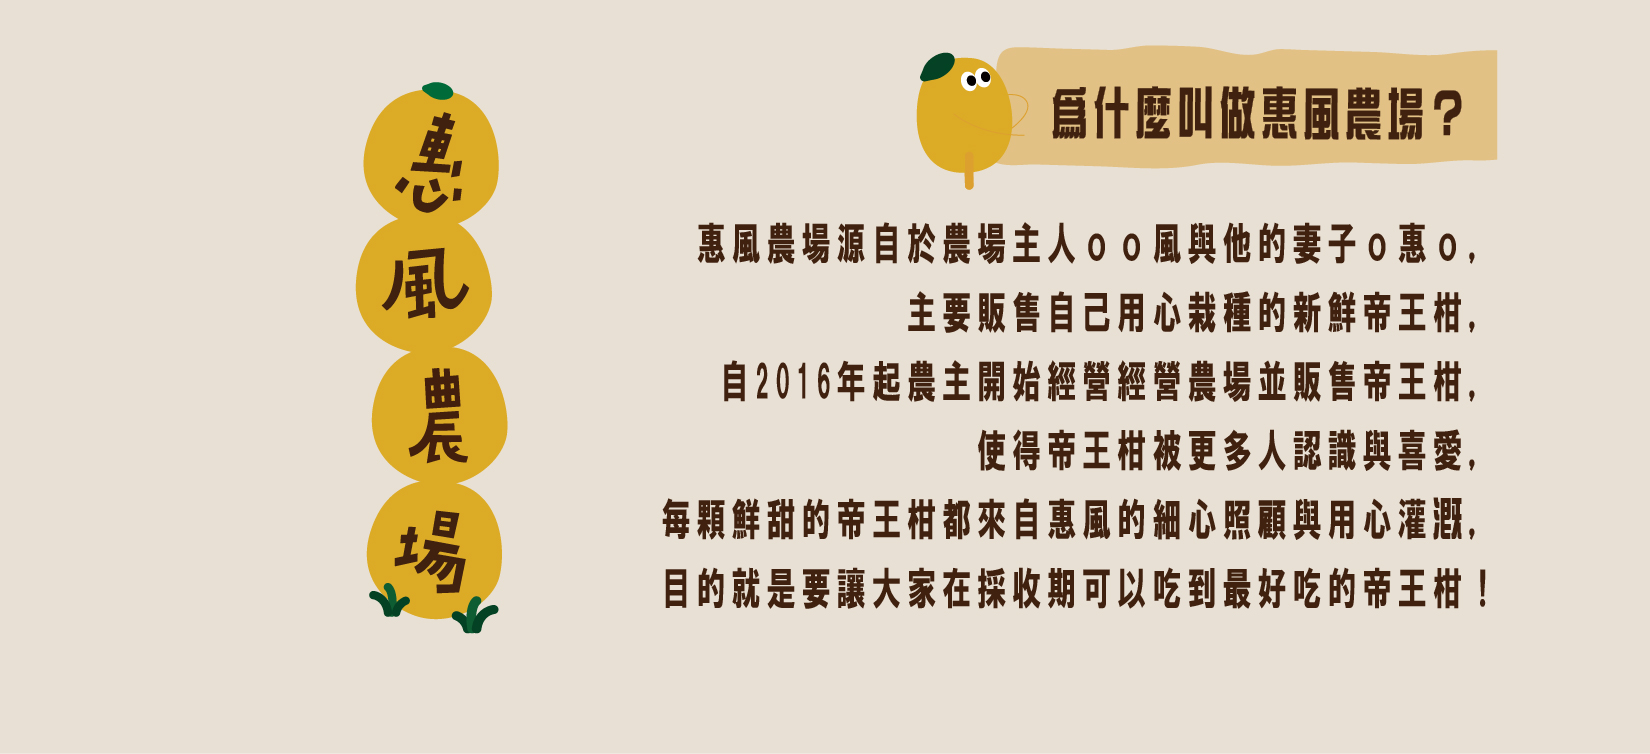 惠
風
農
場
爲什麼叫做惠風農場？
惠風農場源自於農場主人oo風與他的妻子o惠o,
主要販售自己用心栽種的新鮮帝王柑,
自2016年起農主開始經營經營農場並販售帝王柑,
使得帝王柑被更多人認識與喜愛,
每顆鮮甜的帝王柑都來自惠風的細心照顧與用心灌溉,
目的就是要讓大家在採收期可以吃到最好吃的帝王柑！